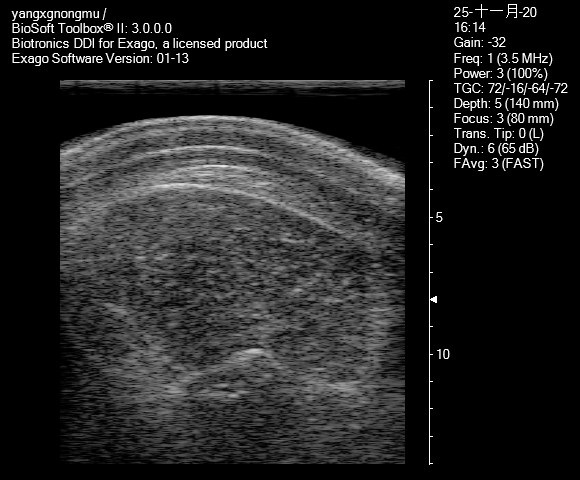 yangxgnongmu /
BioSoft Toolbox® II: 3.0.0.0
Biotronics DDI for Exago, a licensed product
Exago Software Version: 01-13
25-十一月-20
16:14
Gain: -32
Freq: 1 (3.5 MHz)
Power: 3 (100%)
TGC: 72/-16/-64/-72
Depth: 5 (140 mm)
Focus: 3 (80 mm)
Trans. Tip: 0 (L)
Dyn.: 6 (65 dB)
FAvg: 3 (FAST)
5
10